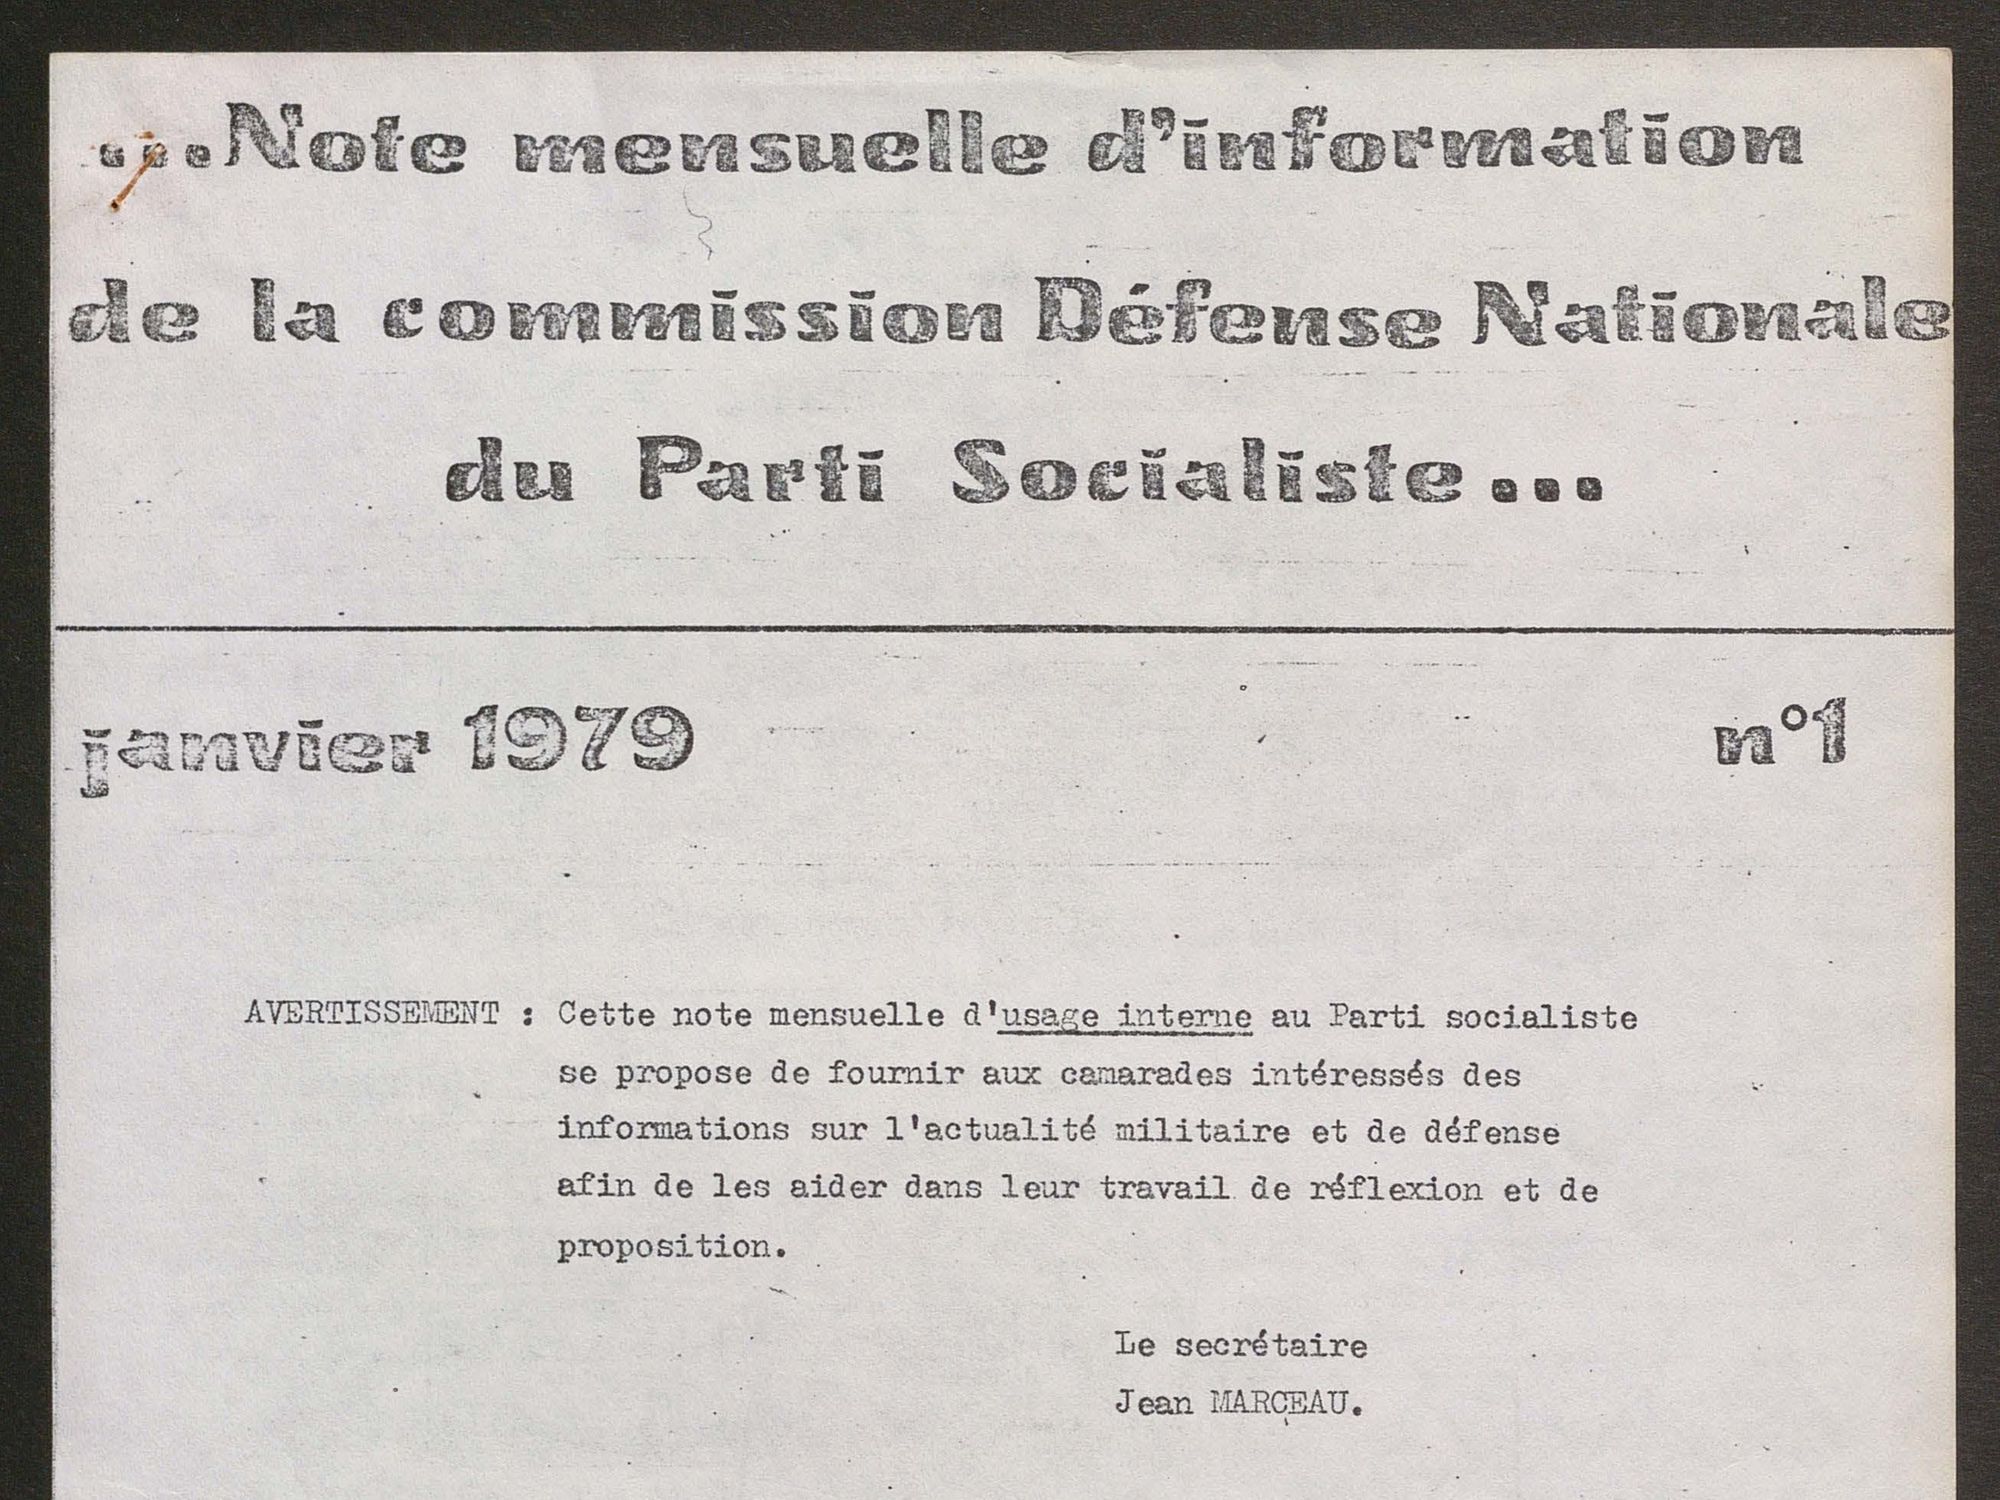 ...Note mensuelle d'information
de la commission Défense Nationale
du Parti Socialiste...
janvier 1979
n°1
AVERTISSEMENT : Cette note mensuelle d'usage interne au Parti socialiste
se propose de fournir aux camarades intéressés des
informations sur l'actualité militaire et de défense
afin de les aider dans leur travail de réflexion et de
proposition.
Le secrétaire
Jean MARCEAU.